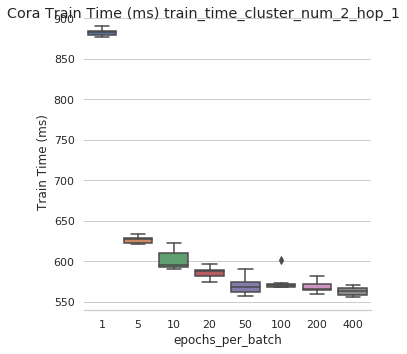 Cora Train Time (ms) train_time_cluster_num_2_hop_1
900
850
800
750
700
650
600
550
Train Time (ms)
1 5 10 20 50 100 200 400
epochs_per_batch